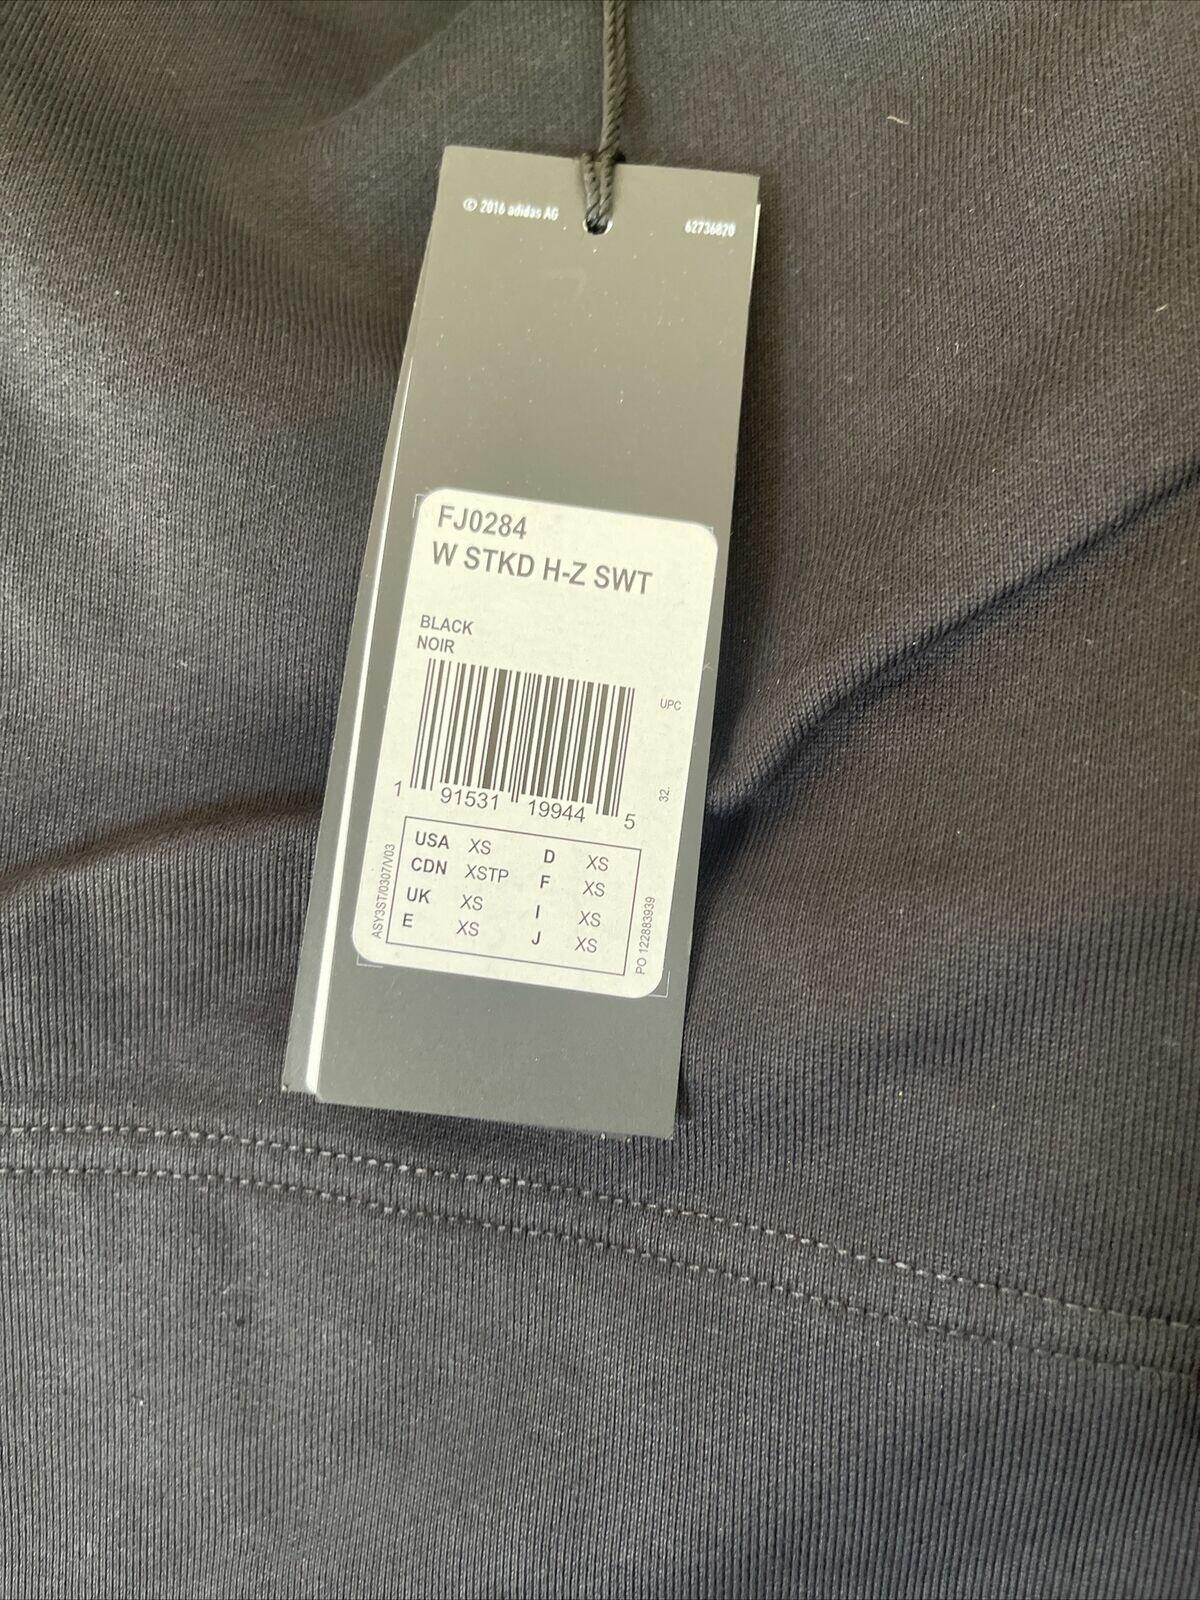 © 2016 adidas AG
62736820
FJ0284
W STKD H-Z SWT
BLACK
NOIR
UPC
32.
1 91531 19944 5
USA XS D XS
CDN XSTP F XS
UK XS I XS
E XS J XS
ASY3ST/0307/V03
PO 122883939